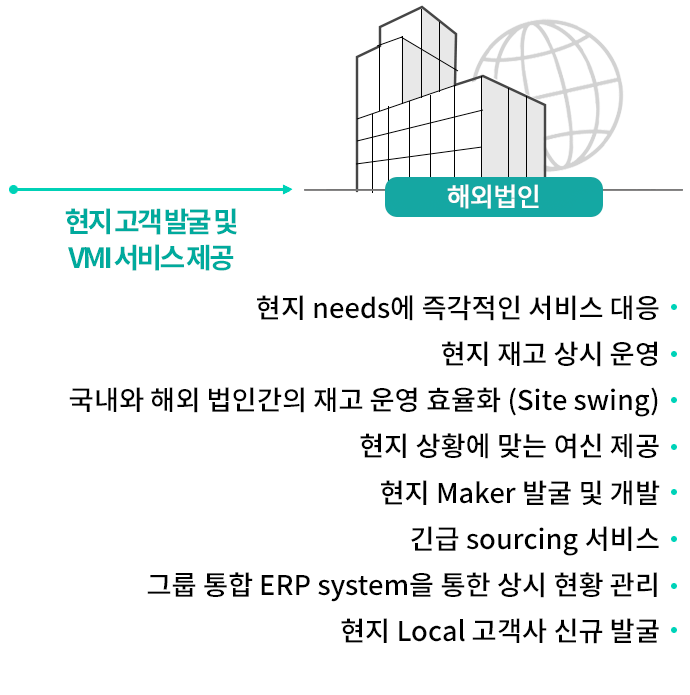 해외법인
현지 고객 발굴 및
VMI 서비스 제공
현지 needs에 즉각적인 서비스 대응
현지 재고 상시 운영
국내와 해외 법인간의 재고 운영 효율화 (Site swing)
현지 상황에 맞는 여신 제공
현지 Maker 발굴 및 개발
긴급 sourcing 서비스
그룹 통합 ERP system을 통한 상시 현황 관리
현지 Local 고객사 신규 발굴